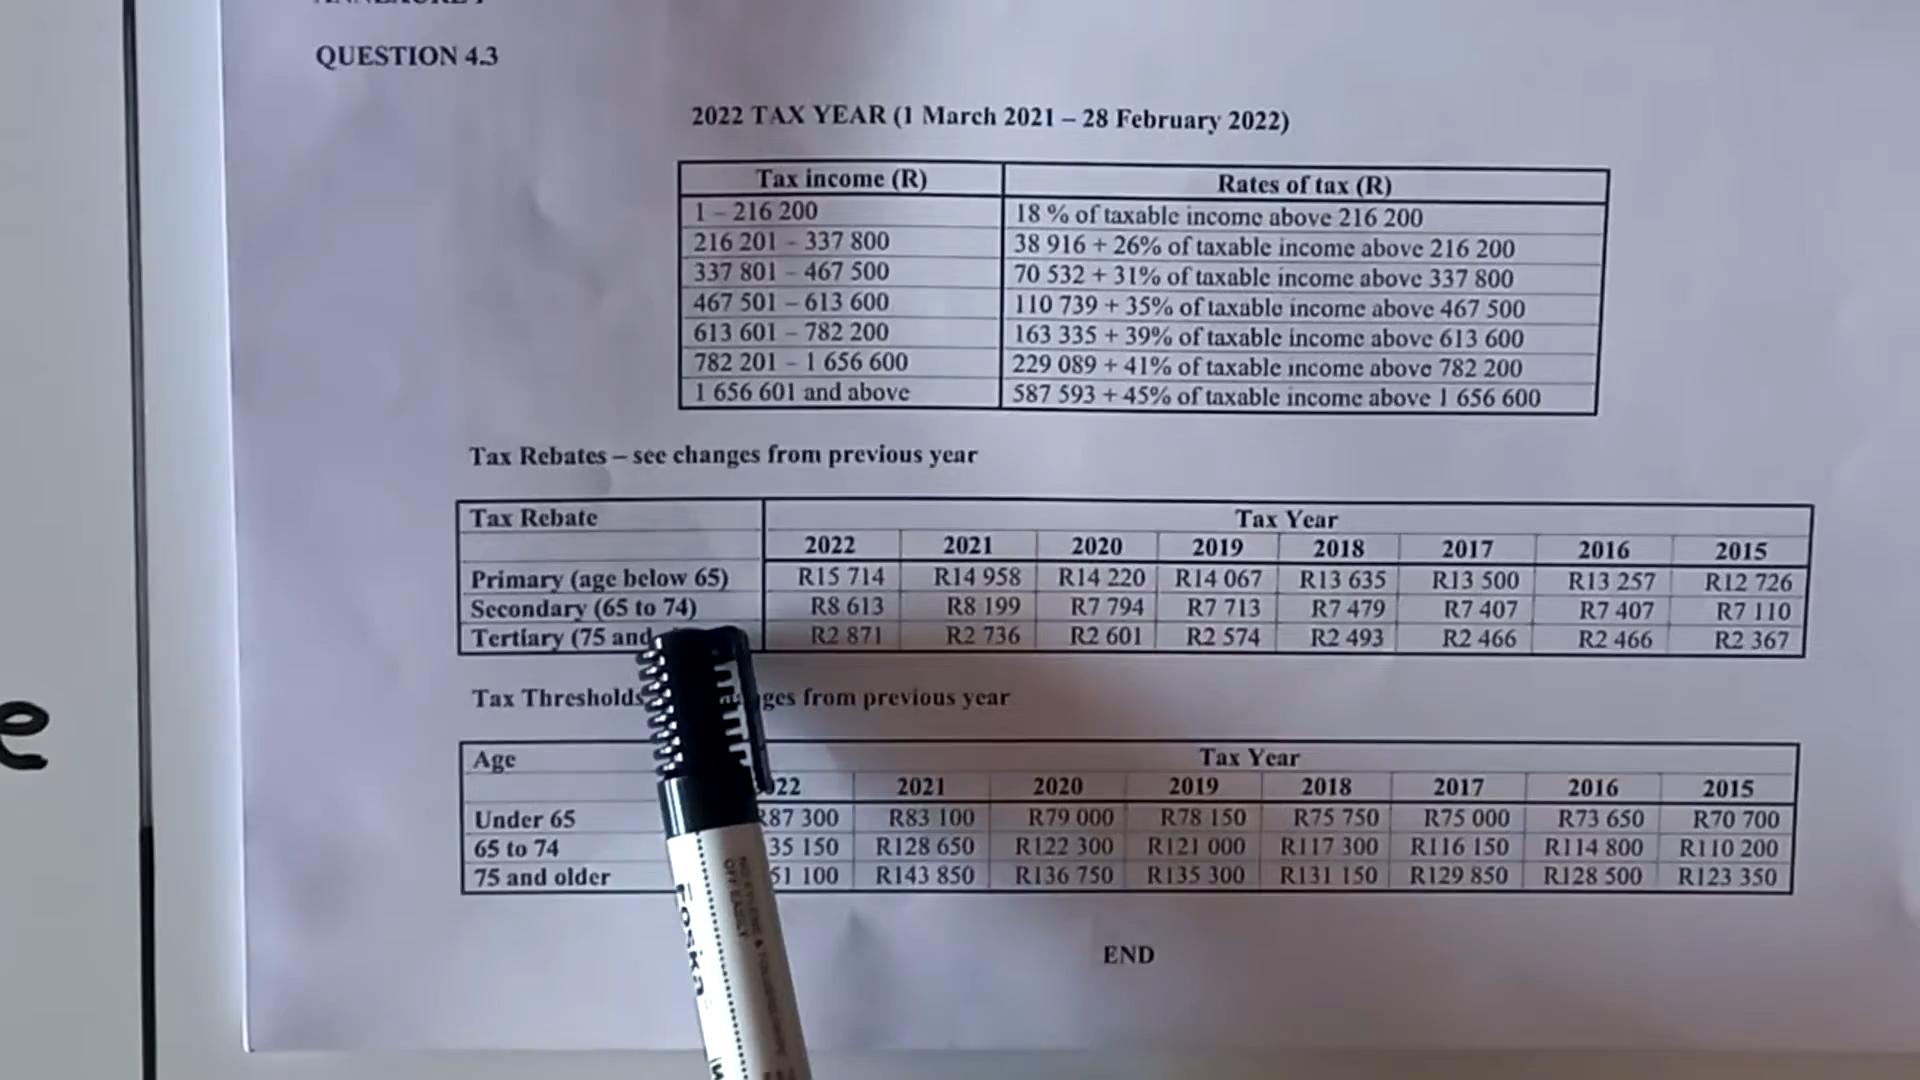 QUESTION 4.3
2022 TAX YEAR (1 March 2021 – 28 February 2022)
Tax income (R) Rates of tax (R)
1 – 216 200 18 % of taxable income above 216 200
216 201 – 337 800 38 916 + 26% of taxable income above 216 200
337 801 – 467 500 70 532 + 31% of taxable income above 337 800
467 501 – 613 600 110 739 + 35% of taxable income above 467 500
613 601 – 782 200 163 335 + 39% of taxable income above 613 600
782 201 – 1 656 600 229 089 + 41% of taxable income above 782 200
1 656 601 and above 587 593 + 45% of taxable income above 1 656 600
Tax Rebates – see changes from previous year
Tax Rebate Tax Year
2022 2021 2020 2019 2018 2017 2016 2015
Primary (age below 65) R15 714 R14 958 R14 220 R14 067 R13 635 R13 500 R13 257 R12 726
Secondary (65 to 74) R8 613 R8 199 R7 794 R7 713 R7 479 R7 407 R7 407 R7 110
Tertiary (75 and R2 871 R2 736 R2 601 R2 574 R2 493 R2 466 R2 466 R2 367
Tax Thresholds from previous year
Age Tax Year
22 2021 2020 2019 2018 2017 2016 2015
Under 65 R87 300 R83 100 R79 000 R78 150 R75 750 R75 000 R73 650 R70 700
65 to 74 35 150 R128 650 R122 300 R121 000 R117 300 R116 150 R114 800 R110 200
75 and older 51 100 R143 850 R136 750 R135 300 R131 150 R129 850 R128 500 R123 350
END